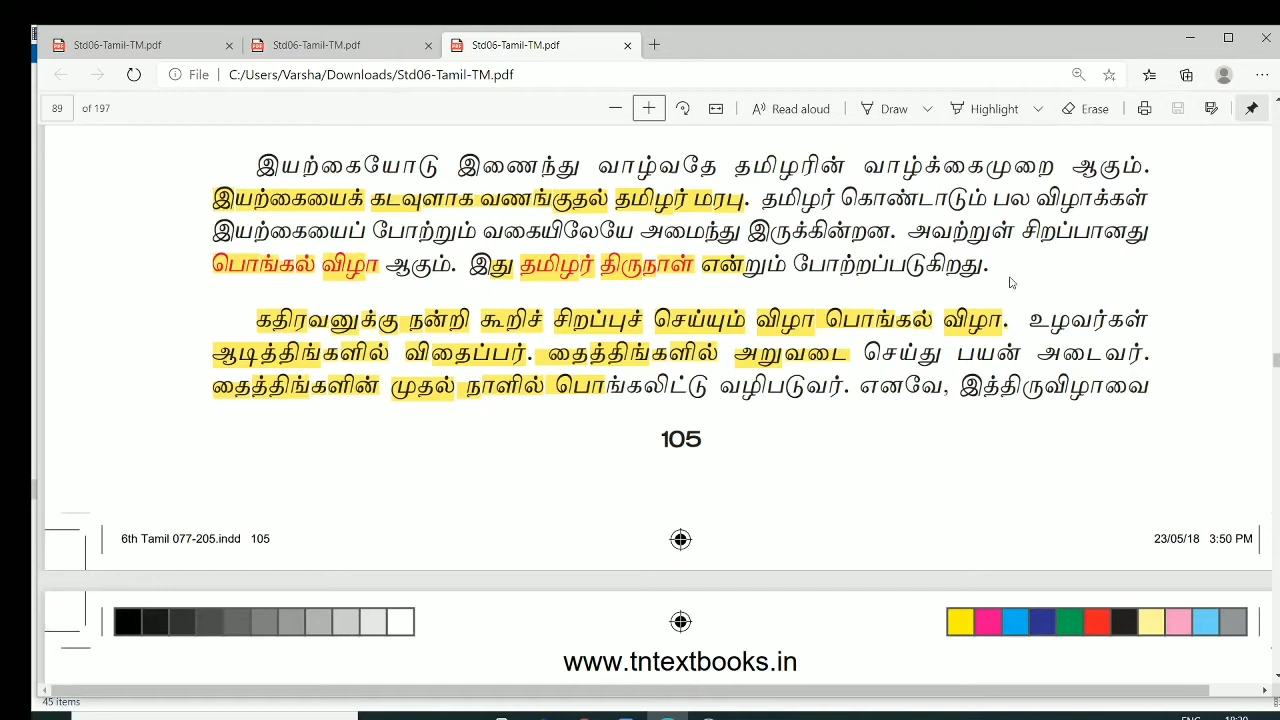 Std06-Tamil-TM.pdf Std06-Tamil-TM.pdf Std06-Tamil-TM.pdf
File C:/Users/Varsha/Downloads/Std06-Tamil-TM.pdf
89 of 197 Read aloud Draw Highlight Erase
இயற்கையோடு இணைந்து வாழ்வதே தமிழரின் வாழ்க்கைமுறை ஆகும்.
இயற்கையைக் கடவுளாக வணங்குதல் தமிழர் மரபு. தமிழர் கொண்டாடும் பல விழாக்கள்
இயற்கையைப் போற்றும் வகையிலேயே அமைந்து இருக்கின்றன. அவற்றுள் சிறப்பானது
பொங்கல் விழா ஆகும். இது தமிழர் திருநாள் என்றும் போற்றப்படுகிறது.
கதிரவனுக்கு நன்றி கூறிச் சிறப்புச் செய்யும் விழா பொங்கல் விழா. உழவர்கள்
ஆடித்திங்களில் விதைப்பர். தைத்திங்களில் அறுவடை செய்து பயன் அடைவர்.
தைத்திங்களின் முதல் நாளில் பொங்கலிட்டு வழிபடுவர். எனவே, இத்திருவிழாவை
105
6th Tamil 077-205.indd 105 23/05/18 3:50 PM
www.tntextbooks.in
45 items